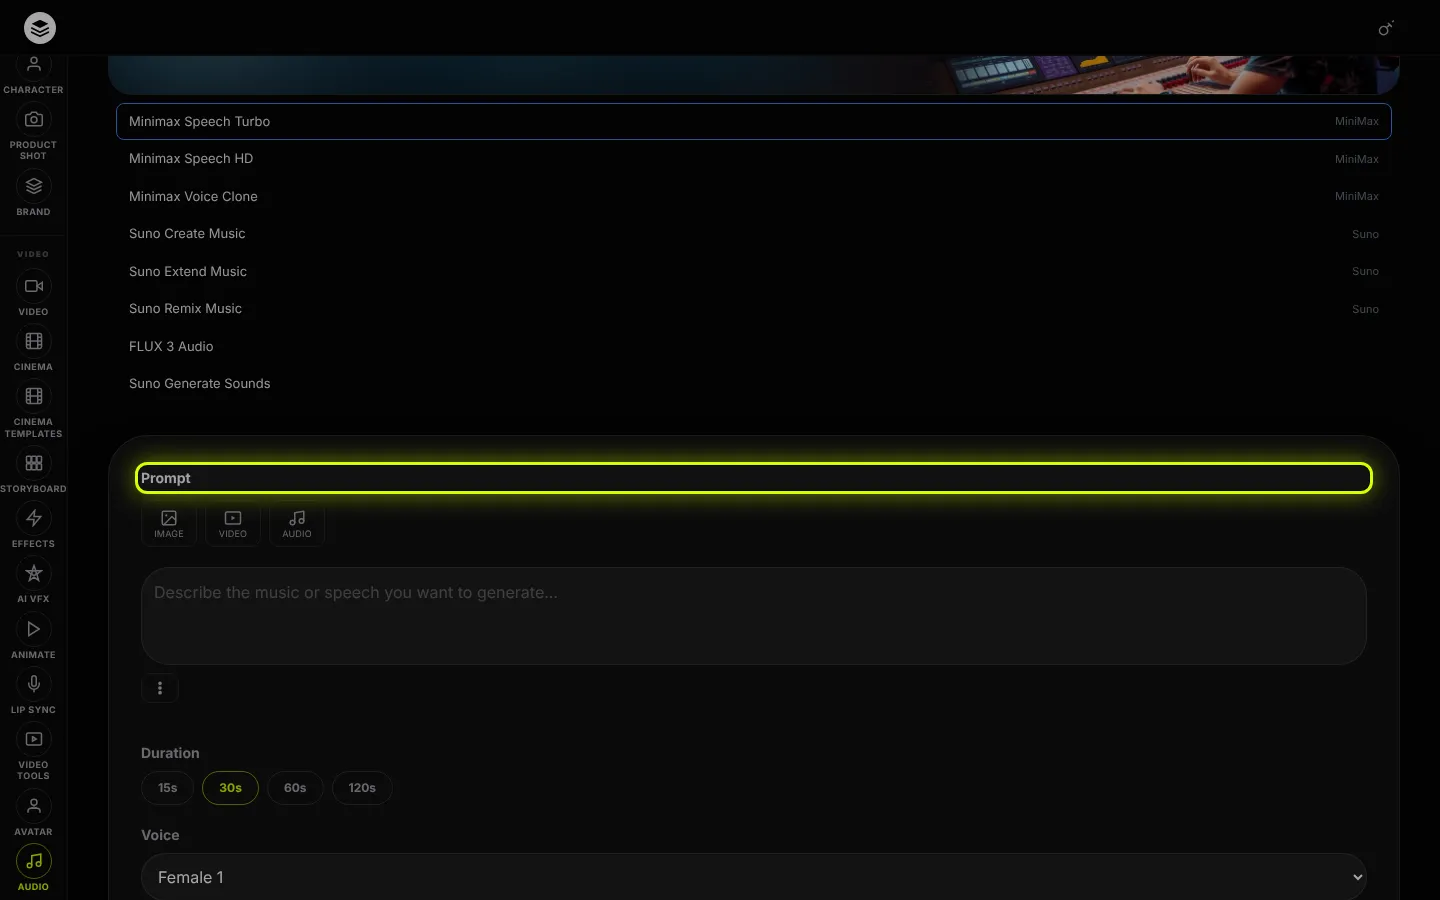 CHARACTER
PRODUCT
SHOT
BRAND
VIDEO
VIDEO
CINEMA
CINEMA
TEMPLATES
STORYBOARD
EFFECTS
AI VFX
ANIMATE
LIP SYNC
VIDEO
TOOLS
AVATAR
AUDIO
Minimax Speech Turbo MiniMax
Minimax Speech HD MiniMax
Minimax Voice Clone MiniMax
Suno Create Music Suno
Suno Extend Music Suno
Suno Remix Music Suno
FLUX 3 Audio
Suno Generate Sounds
Prompt
IMAGE VIDEO AUDIO
Describe the music or speech you want to generate...
Duration
15s 30s 60s 120s
Voice
Female 1